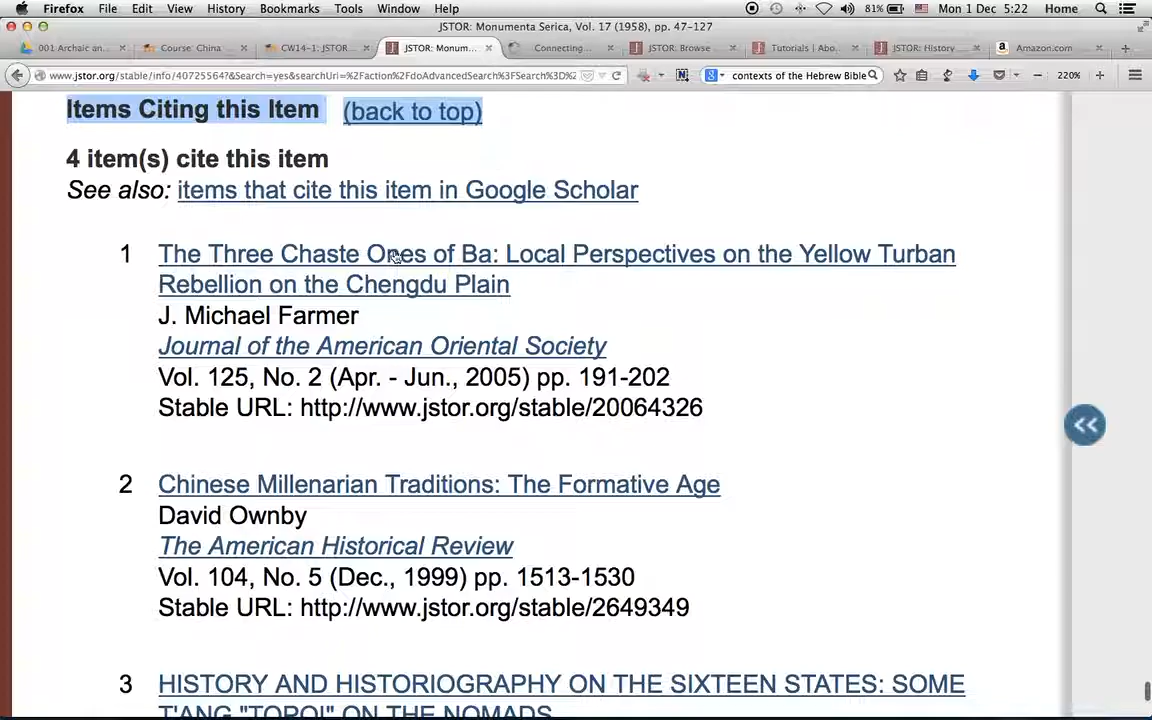 Firefox File Edit View History Bookmarks Tools Window Help 81% Mon 1 Dec 5:22 Home
JSTOR: Monumenta Serica, Vol. 17 (1958), pp. 47-127
001 Archaic an... Course: China CW14-1: JSTOR... JSTOR: Monum... Connecting... JSTOR: Browse Tutorials | Abo... JSTOR: History Amazon.com
www.jstor.org/stable/info/40725564?&Search=yes&searchUri=%2Faction%2FdoAdvancedSearch%3FSearch%3D%2 contexts of the Hebrew Bible 220%
Items Citing this Item (back to top)
4 item(s) cite this item
See also: items that cite this item in Google Scholar
1 The Three Chaste Ones of Ba: Local Perspectives on the Yellow Turban
Rebellion on the Chengdu Plain
J. Michael Farmer
Journal of the American Oriental Society
Vol. 125, No. 2 (Apr. - Jun., 2005) pp. 191-202
Stable URL: http://www.jstor.org/stable/20064326
2 Chinese Millenarian Traditions: The Formative Age
David Ownby
The American Historical Review
Vol. 104, No. 5 (Dec., 1999) pp. 1513-1530
Stable URL: http://www.jstor.org/stable/2649349
3 HISTORY AND HISTORIOGRAPHY ON THE SIXTEEN STATES: SOME
T'ANG "TOPOI" ON THE NOMADS